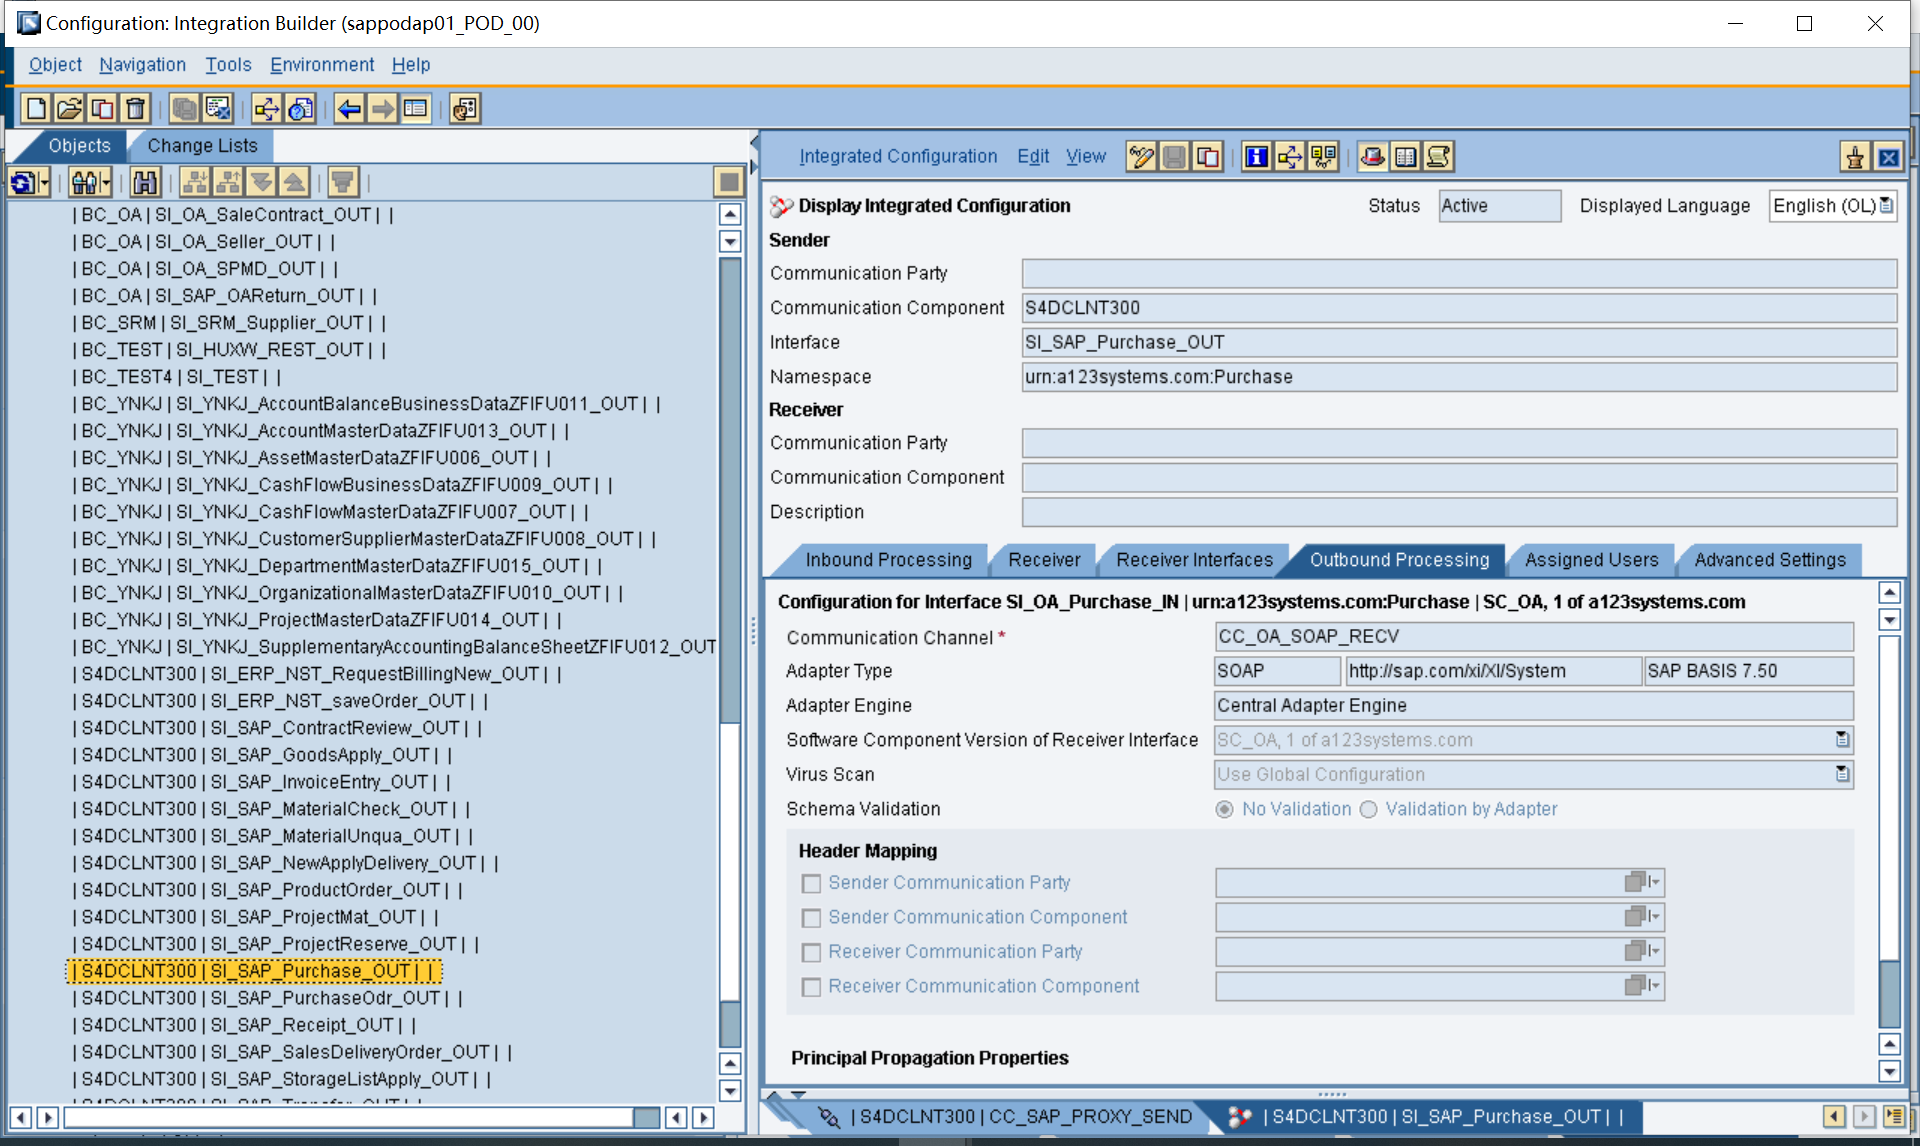 Configuration: Integration Builder (sappodap01_POD_00)
Object Navigation Tools Environment Help
Objects Change Lists
| BC_OA | SI_OA_SaleContract_OUT | |
| BC_OA | SI_OA_Seller_OUT | |
| BC_OA | SI_OA_SPMD_OUT | |
| BC_OA | SI_SAP_OAReturn_OUT | |
| BC_SRM | SI_SRM_Supplier_OUT | |
| BC_TEST | SI_HUXW_REST_OUT | |
| BC_TEST4 | SI_TEST | |
| BC_YNKJ | SI_YNKJ_AccountBalanceBusinessDataZFIFU011_OUT | |
| BC_YNKJ | SI_YNKJ_AccountMasterDataZFIFU013_OUT | |
| BC_YNKJ | SI_YNKJ_AssetMasterDataZFIFU006_OUT | |
| BC_YNKJ | SI_YNKJ_CashFlowBusinessDataZFIFU009_OUT | |
| BC_YNKJ | SI_YNKJ_CashFlowMasterDataZFIFU007_OUT | |
| BC_YNKJ | SI_YNKJ_CustomerSupplierMasterDataZFIFU008_OUT | |
| BC_YNKJ | SI_YNKJ_DepartmentMasterDataZFIFU015_OUT | |
| BC_YNKJ | SI_YNKJ_OrganizationalMasterDataZFIFU010_OUT | |
| BC_YNKJ | SI_YNKJ_ProjectMasterDataZFIFU014_OUT | |
| BC_YNKJ | SI_YNKJ_SupplementaryAccountingBalanceSheetZFIFU012_OUT
| S4DCLNT300 | SI_ERP_NST_RequestBillingNew_OUT | |
| S4DCLNT300 | SI_ERP_NST_saveOrder_OUT | |
| S4DCLNT300 | SI_SAP_ContractReview_OUT | |
| S4DCLNT300 | SI_SAP_GoodsApply_OUT | |
| S4DCLNT300 | SI_SAP_InvoiceEntry_OUT | |
| S4DCLNT300 | SI_SAP_MaterialCheck_OUT | |
| S4DCLNT300 | SI_SAP_MaterialUnqua_OUT | |
| S4DCLNT300 | SI_SAP_NewApplyDelivery_OUT | |
| S4DCLNT300 | SI_SAP_ProductOrder_OUT | |
| S4DCLNT300 | SI_SAP_ProjectMat_OUT | |
| S4DCLNT300 | SI_SAP_ProjectReserve_OUT | |
| S4DCLNT300 | SI_SAP_Purchase_OUT | |
| S4DCLNT300 | SI_SAP_PurchaseOdr_OUT | |
| S4DCLNT300 | SI_SAP_Receipt_OUT | |
| S4DCLNT300 | SI_SAP_SalesDeliveryOrder_OUT | |
| S4DCLNT300 | SI_SAP_StorageListApply_OUT | |
Integrated Configuration Edit View
Display Integrated Configuration Status Active Displayed Language English (OL)
Sender
Communication Party
Communication Component S4DCLNT300
Interface SI_SAP_Purchase_OUT
Namespace urn:a123systems.com:Purchase
Receiver
Communication Party
Communication Component
Description
Inbound Processing Receiver Receiver Interfaces Outbound Processing Assigned Users Advanced Settings
Configuration for Interface SI_OA_Purchase_IN | urn:a123systems.com:Purchase | SC_OA, 1 of a123systems.com
Communication Channel * CC_OA_SOAP_RECV
Adapter Type SOAP http://sap.com/xi/XI/System SAP BASIS 7.50
Adapter Engine Central Adapter Engine
Software Component Version of Receiver Interface SC_OA, 1 of a123systems.com
Virus Scan Use Global Configuration
Schema Validation No Validation Validation by Adapter
Header Mapping
Sender Communication Party
Sender Communication Component
Receiver Communication Party
Receiver Communication Component
Principal Propagation Properties
| S4DCLNT300 | CC_SAP_PROXY_SEND | S4DCLNT300 | SI_SAP_Purchase_OUT | |